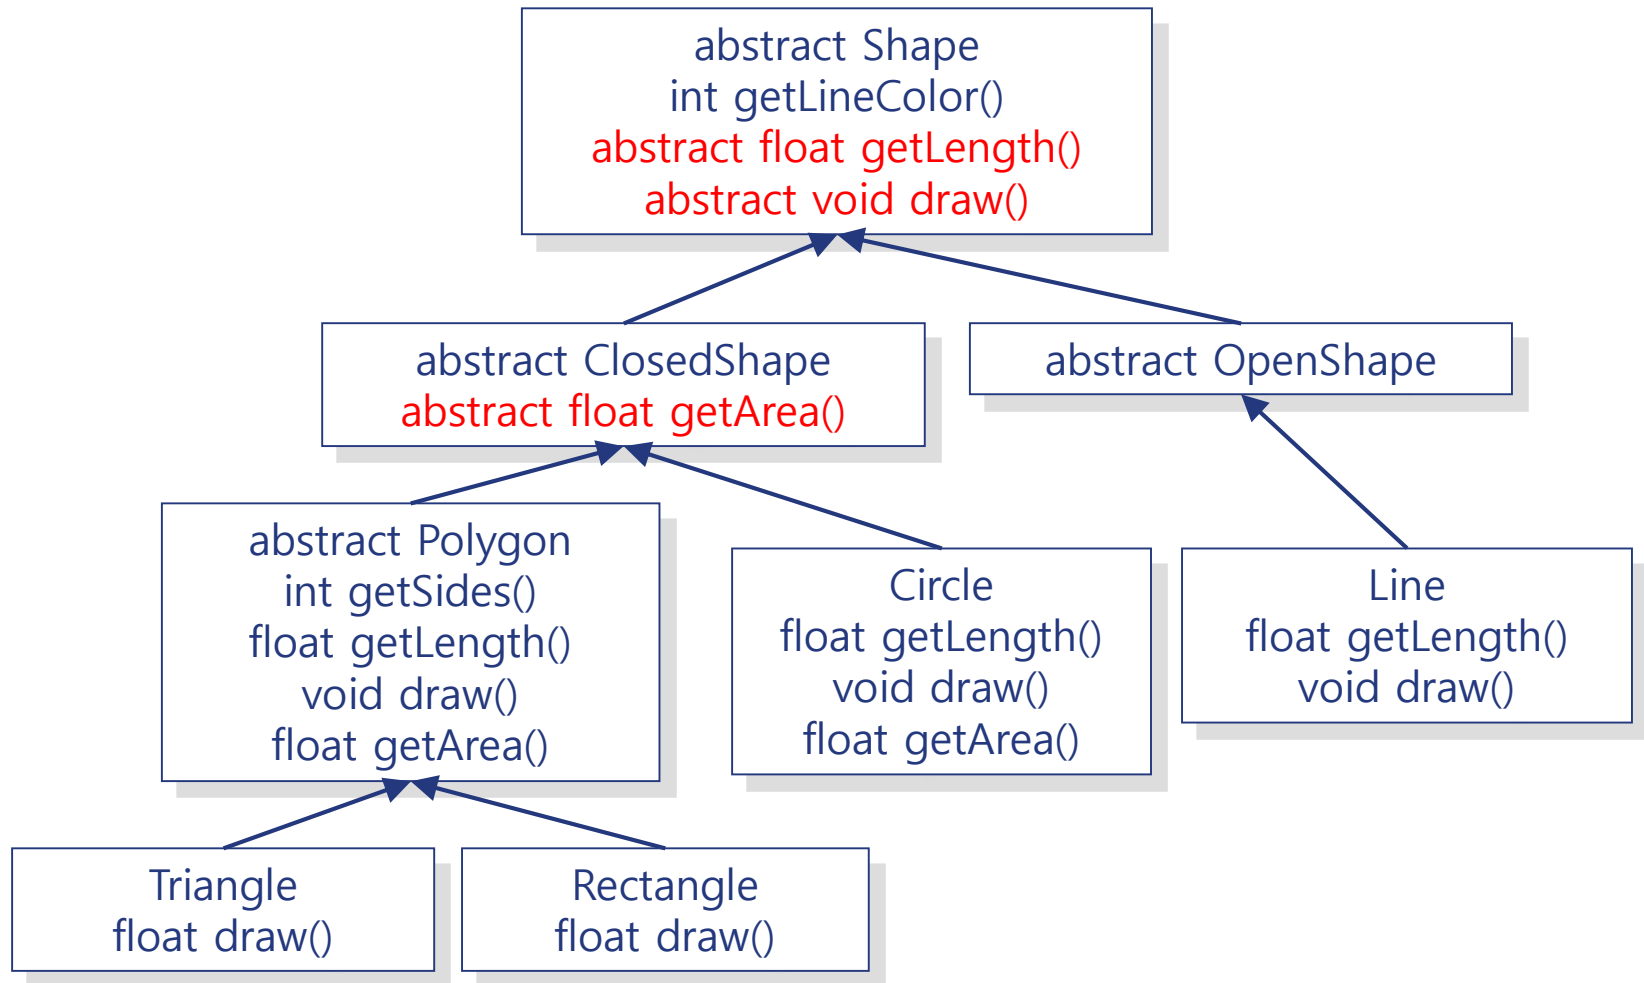 abstract Shape
int getLineColor()
abstract float getLength()
abstract void draw()
abstract ClosedShape
abstract float getArea()
abstract OpenShape
abstract Polygon
int getSides()
float getLength()
void draw()
float getArea()
Circle
float getLength()
void draw()
float getArea()
Line
float getLength()
void draw()
Triangle
float draw()
Rectangle
float draw()